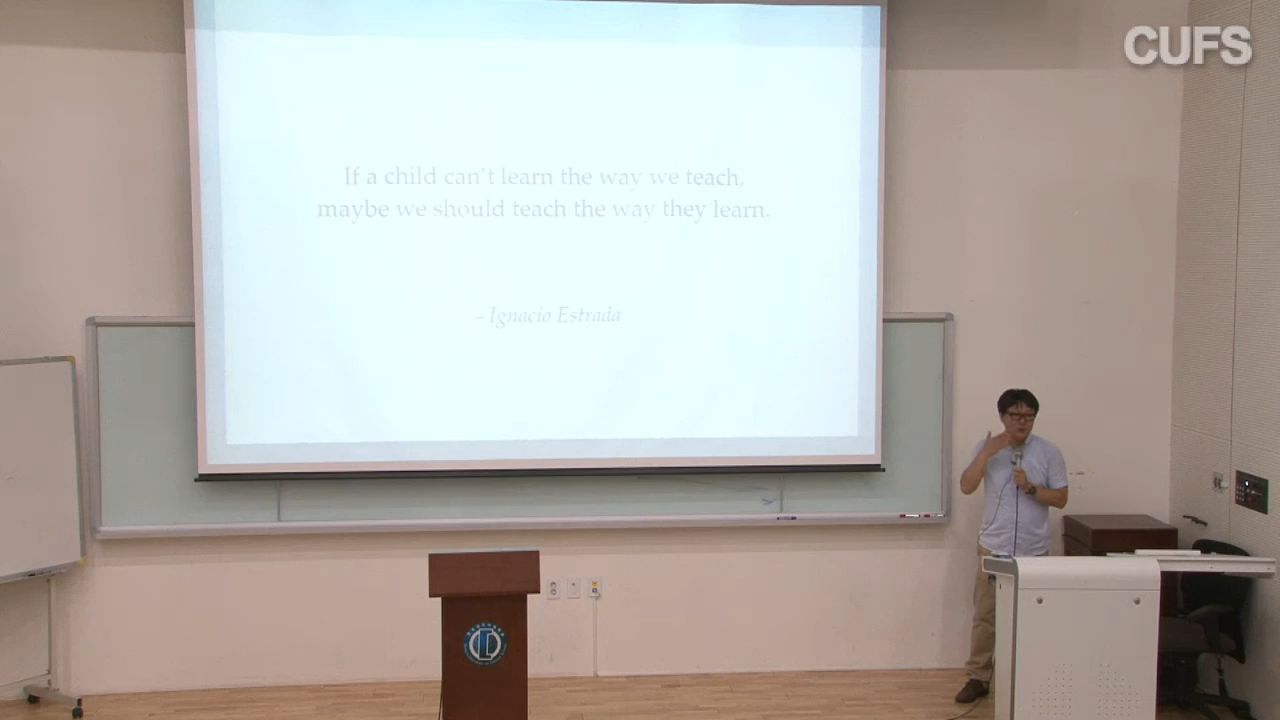 CUFS
If a child can't learn the way we teach,
maybe we should teach the way they learn.
– Ignacio Estrada